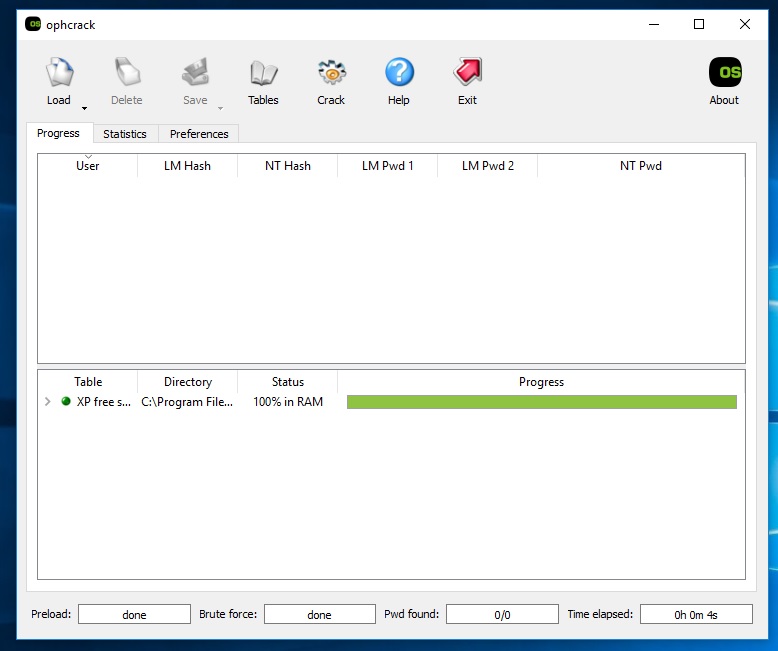 OS ophcrack
Load Delete Save Tables Crack Help Exit OS About
Progress Statistics Preferences
User LM Hash NT Hash LM Pwd 1 LM Pwd 2 NT Pwd
Table Directory Status Progress
XP free s... C:\Program File... 100% in RAM
Preload: done Brute force: done Pwd found: 0/0 Time elapsed: 0h 0m 4s